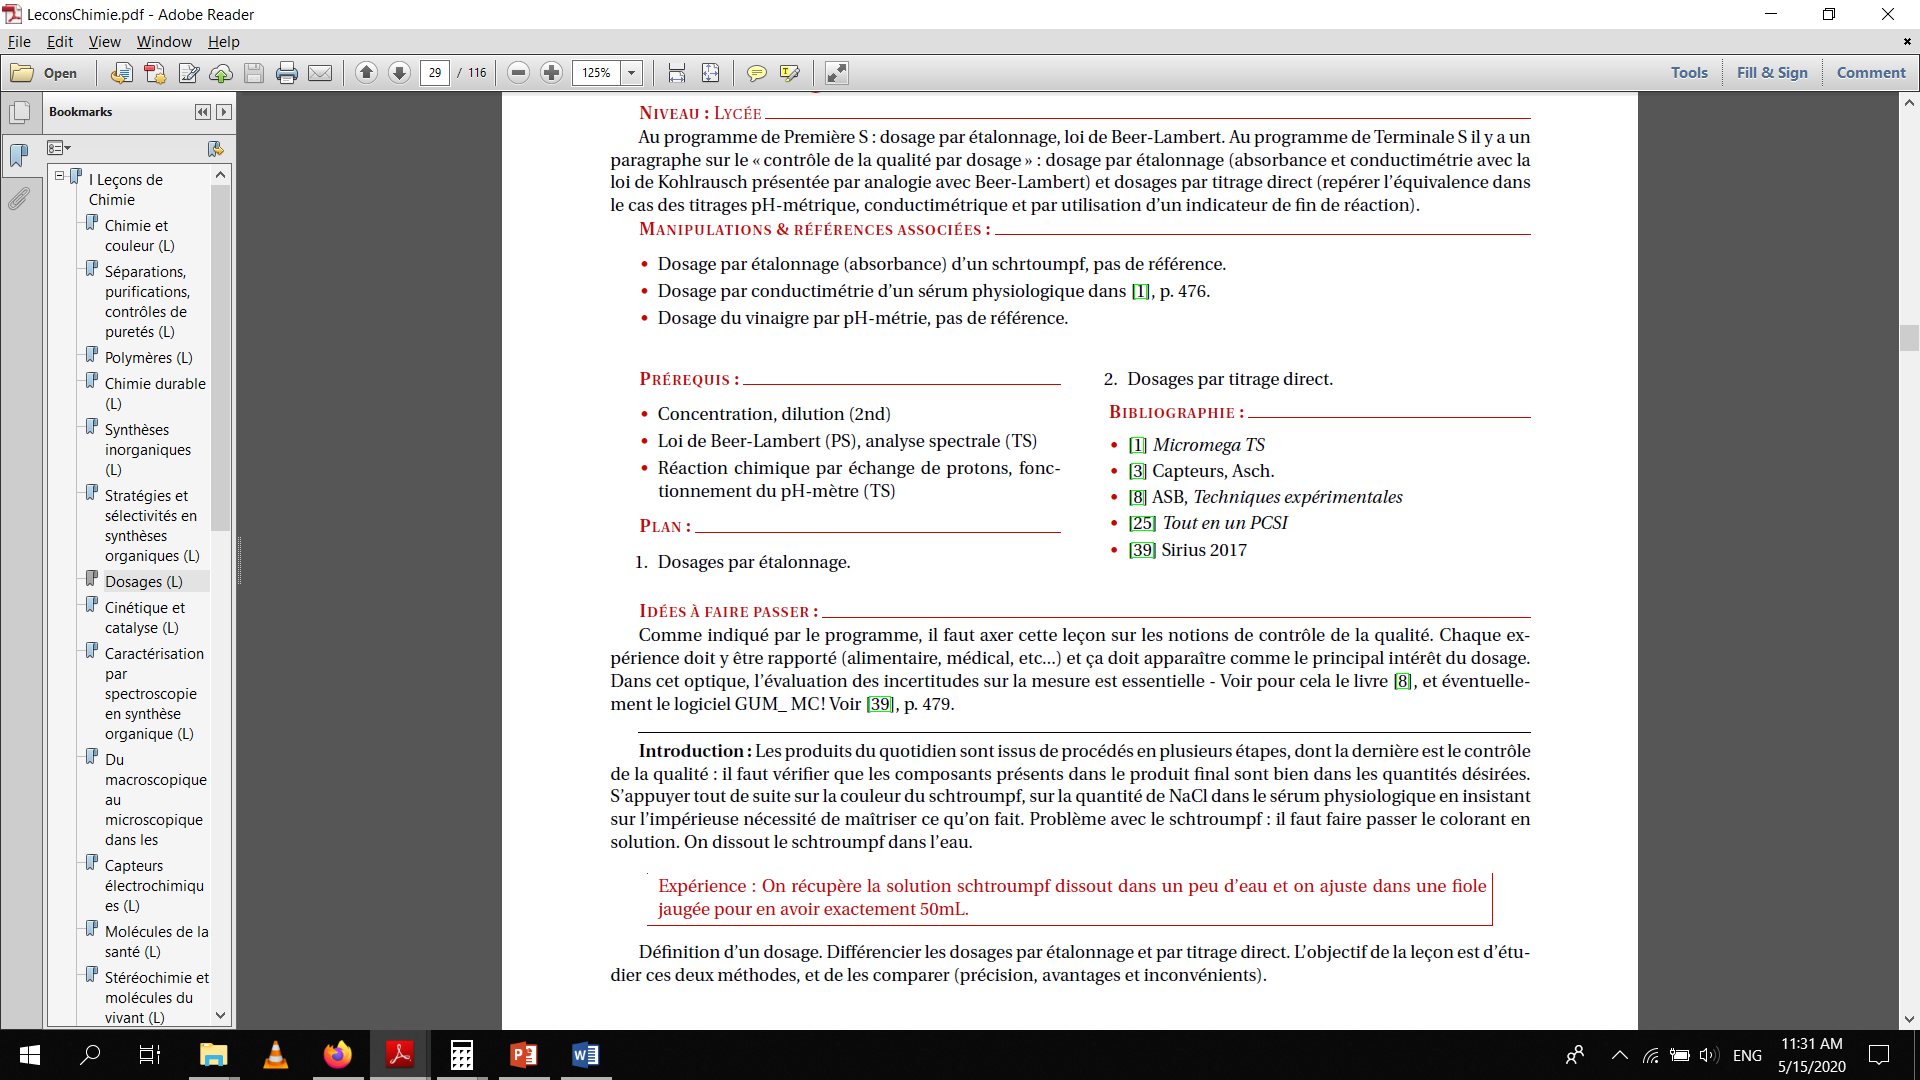 LeconsChimie.pdf - Adobe Reader
File Edit View Window Help
Open 29 / 116 125% Tools Fill & Sign Comment
Bookmarks
I Leçons de
Chimie
Chimie et
couleur (L)
Séparations,
purifications,
contrôles de
puretés (L)
Polymères (L)
Chimie durable
(L)
Synthèses
inorganiques
(L)
Stratégies et
sélectivités en
synthèses
organiques (L)
Dosages (L)
Cinétique et
catalyse (L)
Caractérisation
par
spectroscopie
en synthèse
organique (L)
Du
macroscopique
au
microscopique
dans les
Capteurs
électrochimiqu
es (L)
Molécules de la
santé (L)
Stéréochimie et
molécules du
vivant (L)
NIVEAU : LYCÉE
Au programme de Première S : dosage par étalonnage, loi de Beer-Lambert. Au programme de Terminale S il y a un
paragraphe sur le « contrôle de la qualité par dosage » : dosage par étalonnage (absorbance et conductimétrie avec la
loi de Kohlrausch présentée par analogie avec Beer-Lambert) et dosages par titrage direct (repérer l'équivalence dans
le cas des titrages pH-métrique, conductimétrique et par utilisation d'un indicateur de fin de réaction).
MANIPULATIONS & RÉFÉRENCES ASSOCIÉES :
• Dosage par étalonnage (absorbance) d'un schrtoumpf, pas de référence.
• Dosage par conductimétrie d'un sérum physiologique dans [1], p. 476.
• Dosage du vinaigre par pH-métrie, pas de référence.
PRÉREQUIS :
• Concentration, dilution (2nd)
• Loi de Beer-Lambert (PS), analyse spectrale (TS)
• Réaction chimique par échange de protons, fonc-
tionnement du pH-mètre (TS)
PLAN :
1. Dosages par étalonnage.
2. Dosages par titrage direct.
BIBLIOGRAPHIE :
• [1] Micromega TS
• [3] Capteurs, Asch.
• [8] ASB, Techniques expérimentales
• [25] Tout en un PCSI
• [39] Sirius 2017
IDÉES À FAIRE PASSER :
Comme indiqué par le programme, il faut axer cette leçon sur les notions de contrôle de la qualité. Chaque ex-
périence doit y être rapporté (alimentaire, médical, etc...) et ça doit apparaître comme le principal intérêt du dosage.
Dans cet optique, l'évaluation des incertitudes sur la mesure est essentielle - Voir pour cela le livre [8], et éventuelle-
ment le logiciel GUM_ MC! Voir [39], p. 479.
Introduction : Les produits du quotidien sont issus de procédés en plusieurs étapes, dont la dernière est le contrôle
de la qualité : il faut vérifier que les composants présents dans le produit final sont bien dans les quantités désirées.
S'appuyer tout de suite sur la couleur du schtroumpf, sur la quantité de NaCl dans le sérum physiologique en insistant
sur l'impérieuse nécessité de maîtriser ce qu'on fait. Problème avec le schtroumpf : il faut faire passer le colorant en
solution. On dissout le schtroumpf dans l'eau.
Expérience : On récupère la solution schtroumpf dissout dans un peu d'eau et on ajuste dans une fiole
jaugée pour en avoir exactement 50mL.
Définition d'un dosage. Différencier les dosages par étalonnage et par titrage direct. L'objectif de la leçon est d'étu-
dier ces deux méthodes, et de les comparer (précision, avantages et inconvénients).
ENG
11:31 AM
5/15/2020